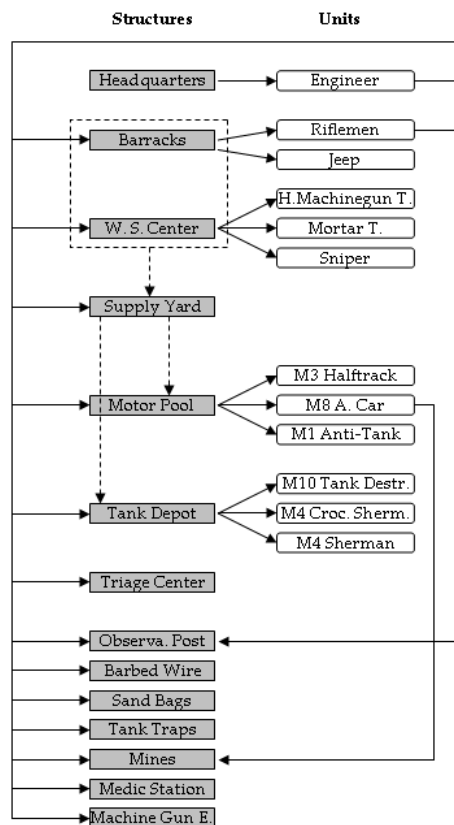 Structures Units
Headquarters Engineer
Barracks Riflemen
Jeep
H.Machinegun T.
W. S. Center Mortar T.
Sniper
Supply Yard
M3 Halftrack
Motor Pool M8 A. Car
M1 Anti-Tank
M10 Tank Destr.
Tank Depot M4 Croc. Sherm.
M4 Sherman
Triage Center
Observa. Post
Barbed Wire
Sand Bags
Tank Traps
Mines
Medic Station
Machine Gun E.